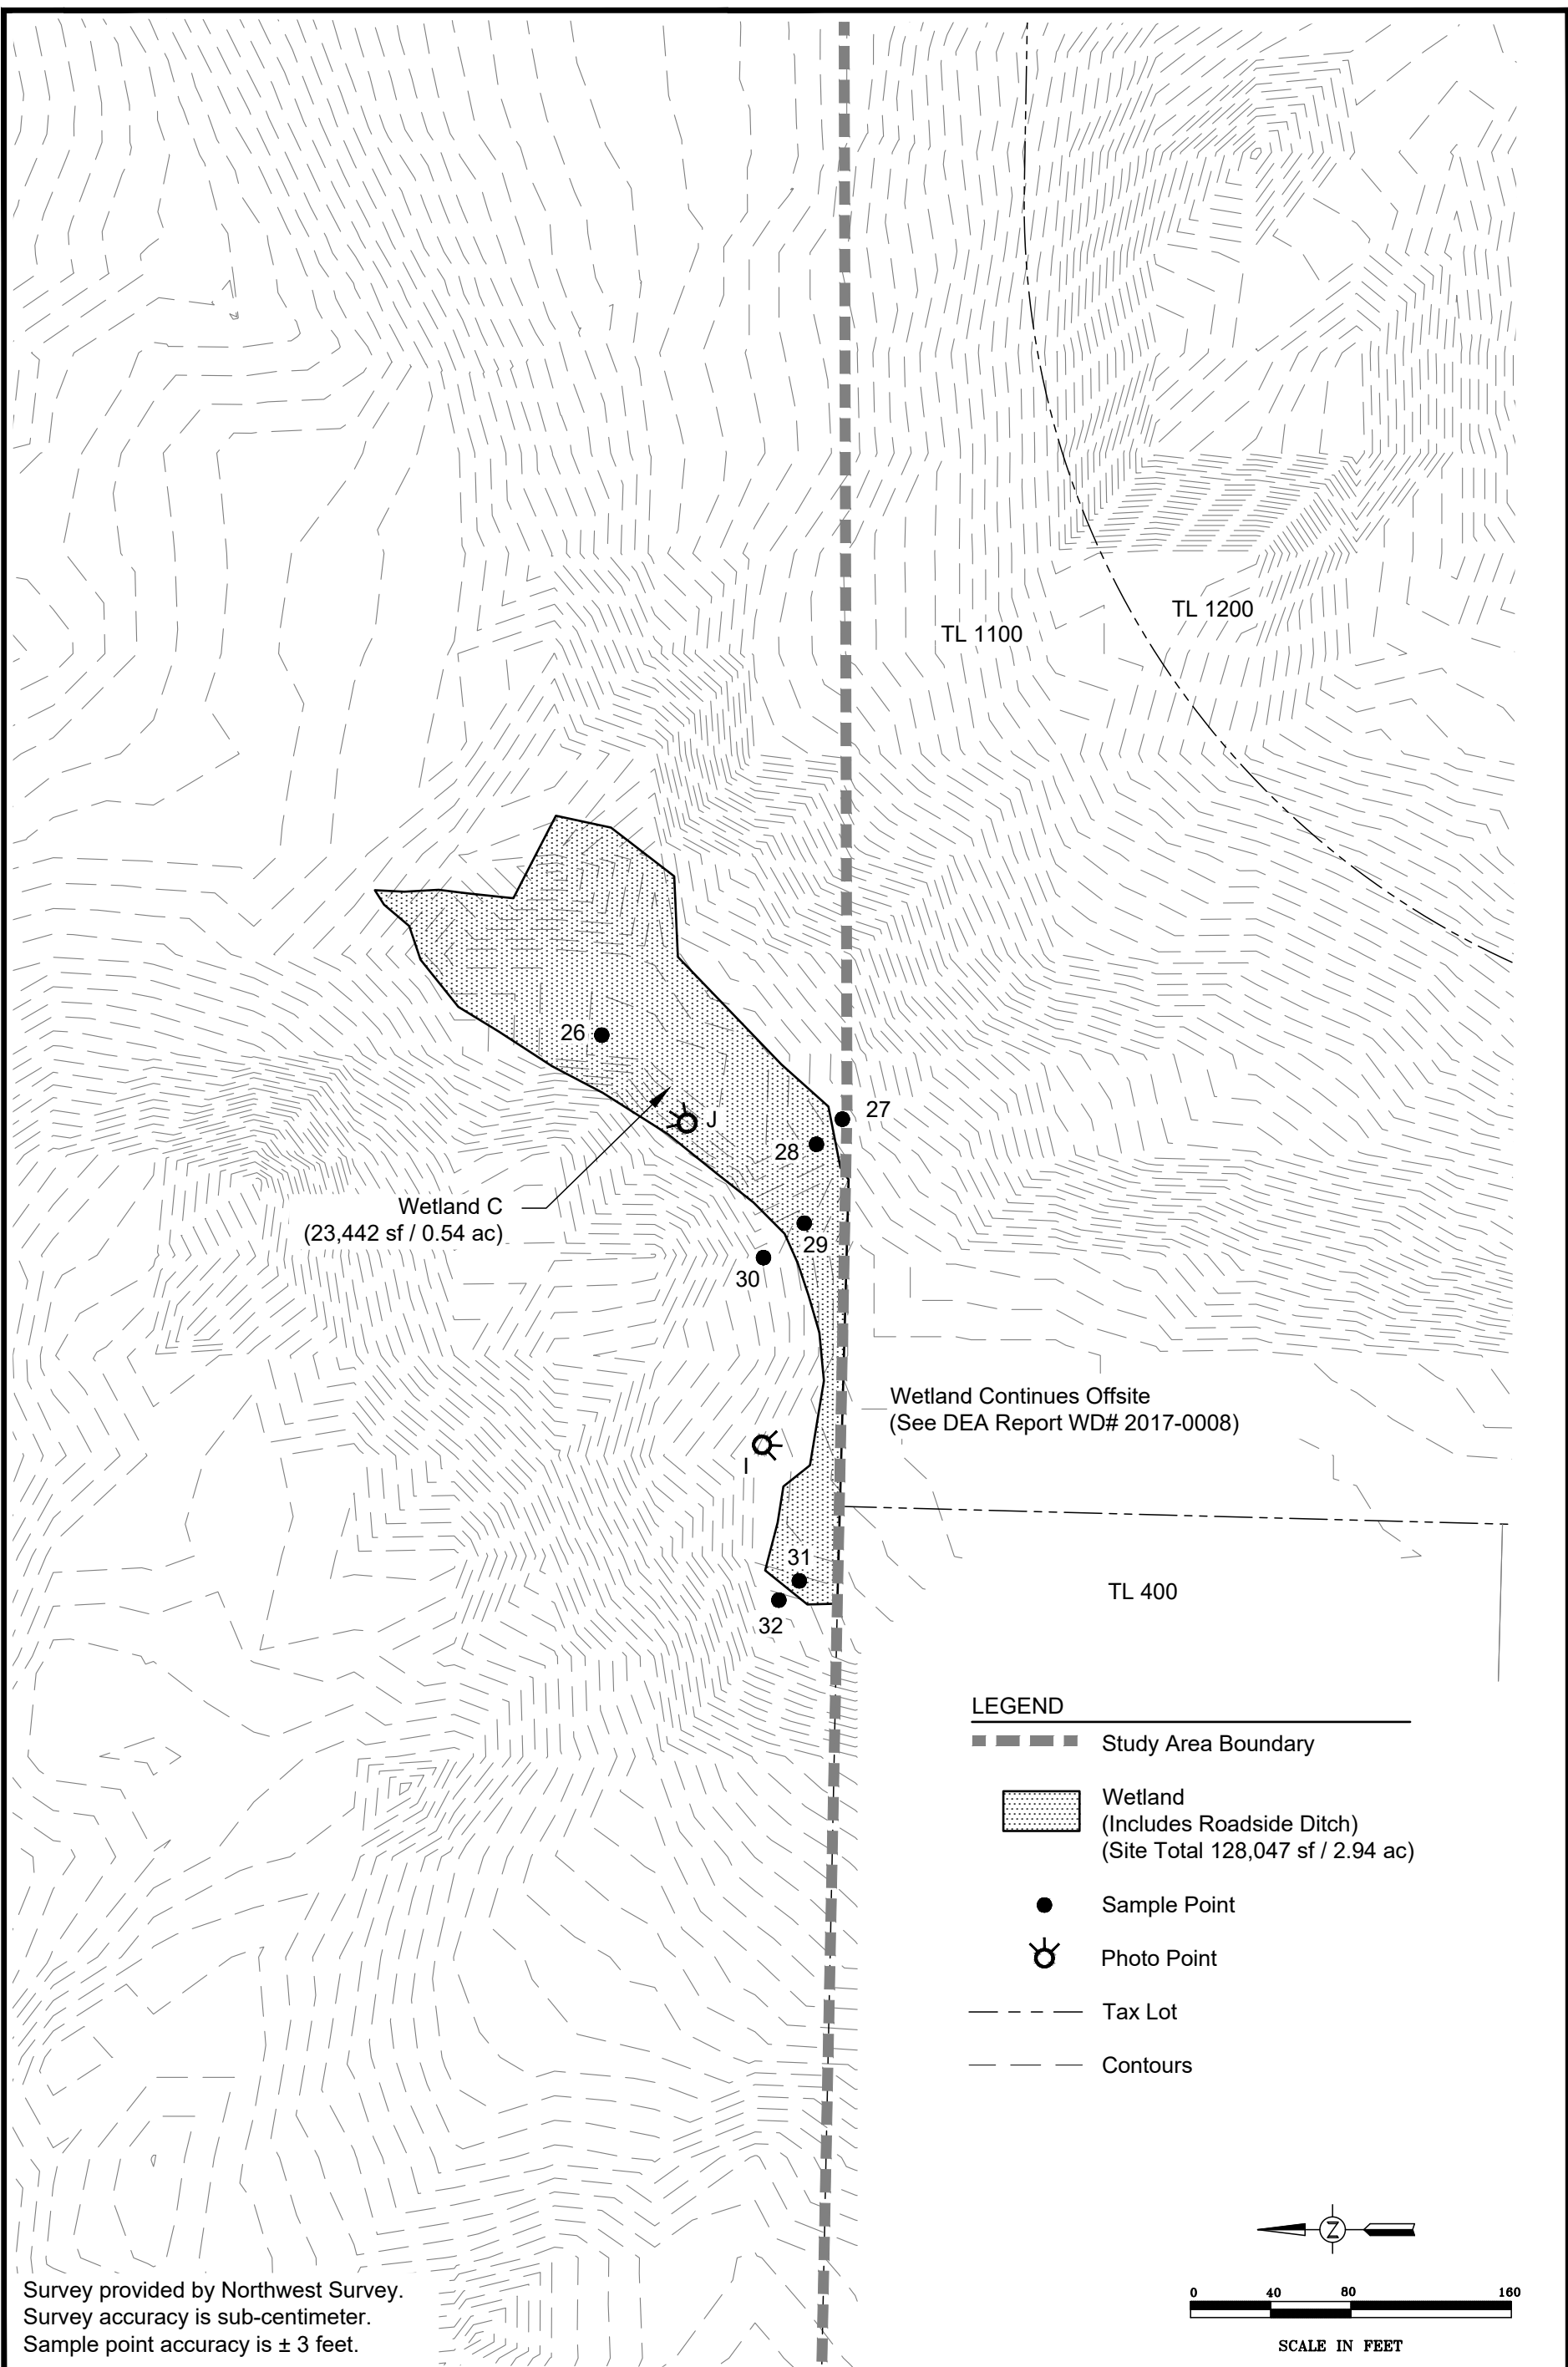 TL 1200
TL 1100
26
J
27
28
Wetland C
(23,442 sf / 0.54 ac)
29
30
Wetland Continues Offsite
(See DEA Report WD# 2017-0008)
I
31
TL 400
32
LEGEND
Study Area Boundary
Wetland
(Includes Roadside Ditch)
(Site Total 128,047 sf / 2.94 ac)
Sample Point
Photo Point
Tax Lot
Contours
Z
Survey provided by Northwest Survey.
Survey accuracy is sub-centimeter.
Sample point accuracy is ± 3 feet.
0 40 80 160
SCALE IN FEET